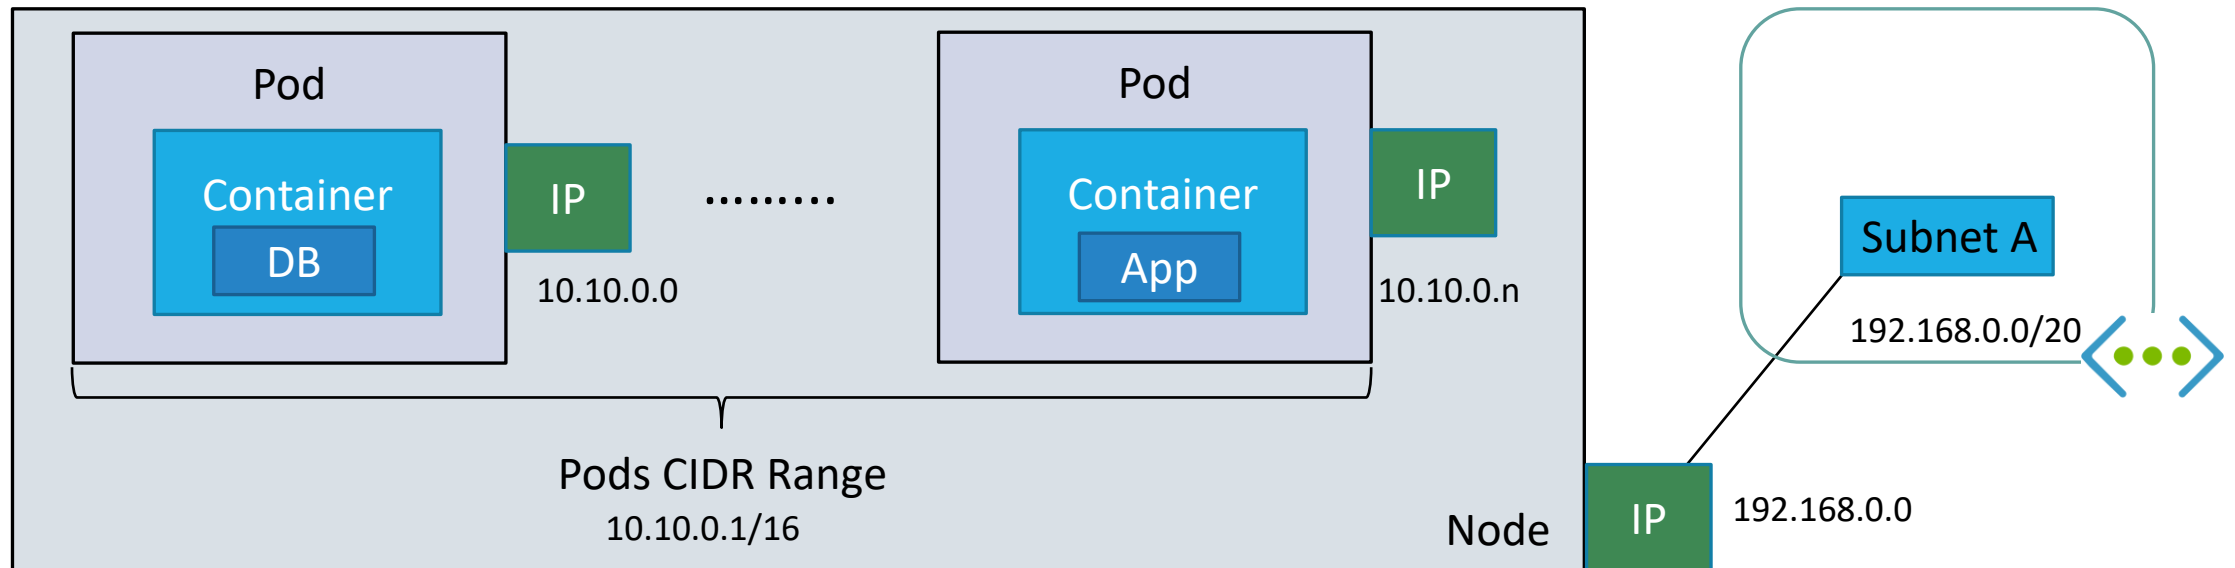 Pod
Container
DB
IP
10.10.0.0
.........
Pod
Container
App
IP
10.10.0.n
Pods CIDR Range
10.10.0.1/16
Node
IP
192.168.0.0
Subnet A
192.168.0.0/20